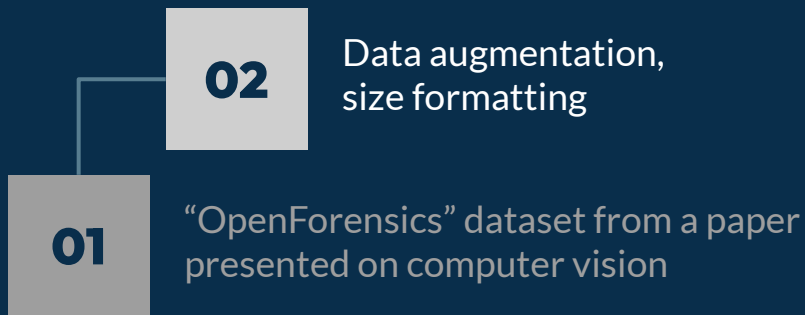 02
Data augmentation,
size formatting
01
“OpenForensics” dataset from a paper
presented on computer vision